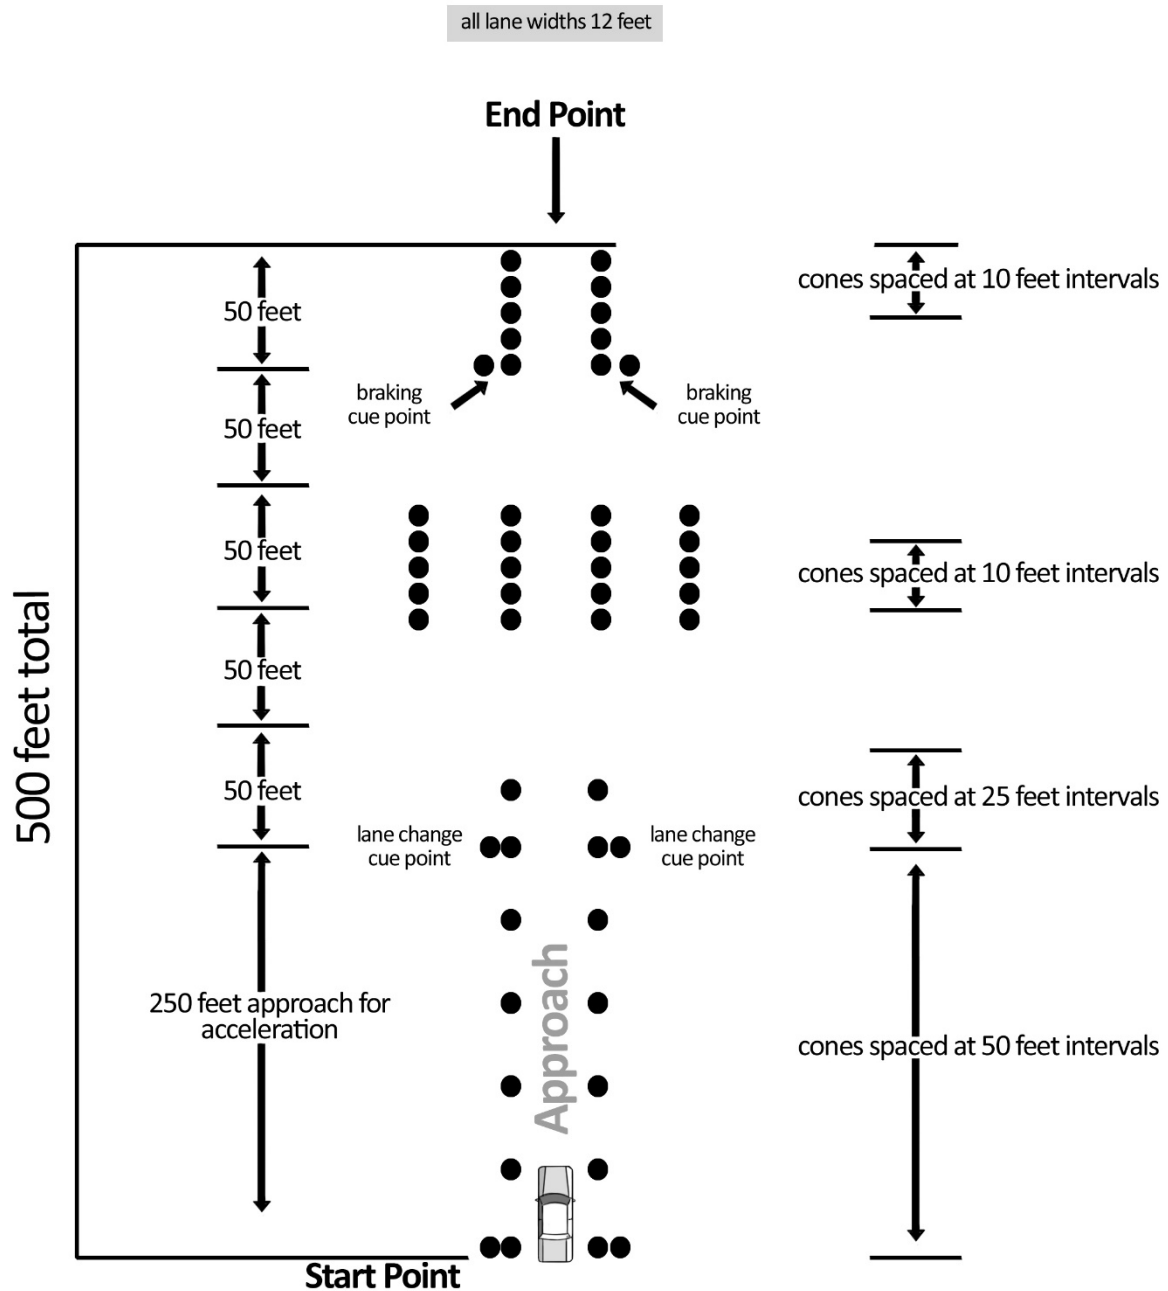 all lane widths 12 feet
End Point
50 feet
cones spaced at 10 feet intervals
braking
cue point
braking
cue point
50 feet
50 feet
cones spaced at 10 feet intervals
500 feet total
50 feet
50 feet
cones spaced at 25 feet intervals
lane change
cue point
lane change
cue point
Approach
250 feet approach for
acceleration
cones spaced at 50 feet intervals
Start Point